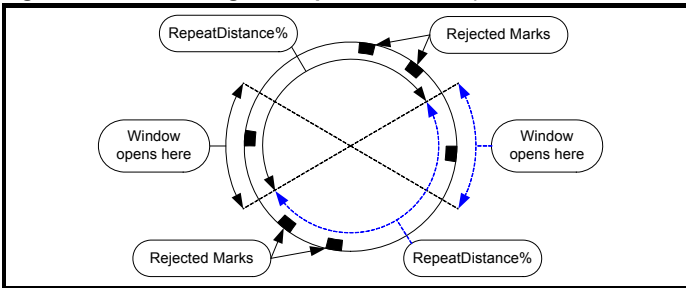 RepeatDistance%
Rejected Marks
Window
opens here
Window
opens here
Rejected Marks
RepeatDistance%